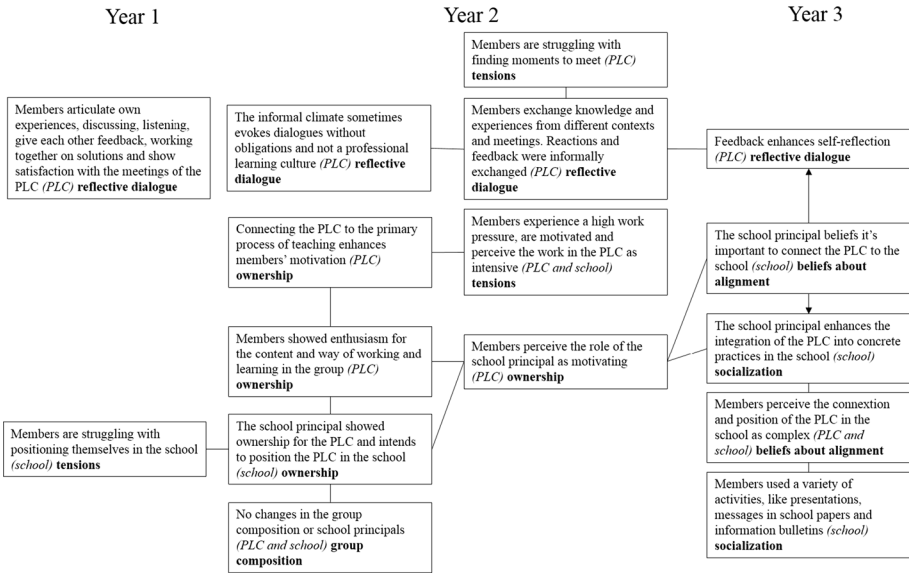 Year 1
Year 2
Year 3
Members articulate own
experiences, discussing, listening,
give each other feedback, working
together on solutions and show
satisfaction with the meetings of the
PLC (PLC) reflective dialogue
Members are struggling with
positioning themselves in the school
(school) tensions
The informal climate sometimes
evokes dialogues without
obligations and not a professional
learning culture (PLC) reflective
dialogue
Connecting the PLC to the primary
process of teaching enhances
members' motivation (PLC)
ownership
Members showed enthusiasm for
the content and way of working and
learning in the group (PLC)
ownership
The school principal showed
ownership for the PLC and intends
to position the PLC in the school
(school) ownership
No changes in the group
composition or school principals
(PLC and school) group
composition
Members are struggling with
finding moments to meet (PLC)
tensions
Members exchange knowledge and
experiences from different contexts
and meetings. Reactions and
feedback were informally
exchanged (PLC) reflective
dialogue
Members experience a high work
pressure, are motivated and
perceive the work in the PLC as
intensive (PLC and school)
tensions
Members perceive the role of the
school principal as motivating
(PLC) ownership
Feedback enhances self-reflection
(PLC) reflective dialogue
The school principal beliefs it's
important to connect the PLC to the
school (school) beliefs about
alignment
The school principal enhances the
integration of the PLC into concrete
practices in the school (school)
socialization
Members perceive the connextion
and position of the PLC in the
school as complex (PLC and
school) beliefs about alignment
Members used a variety of
activities, like presentations,
messages in school papers and
information bulletins (school)
socialization